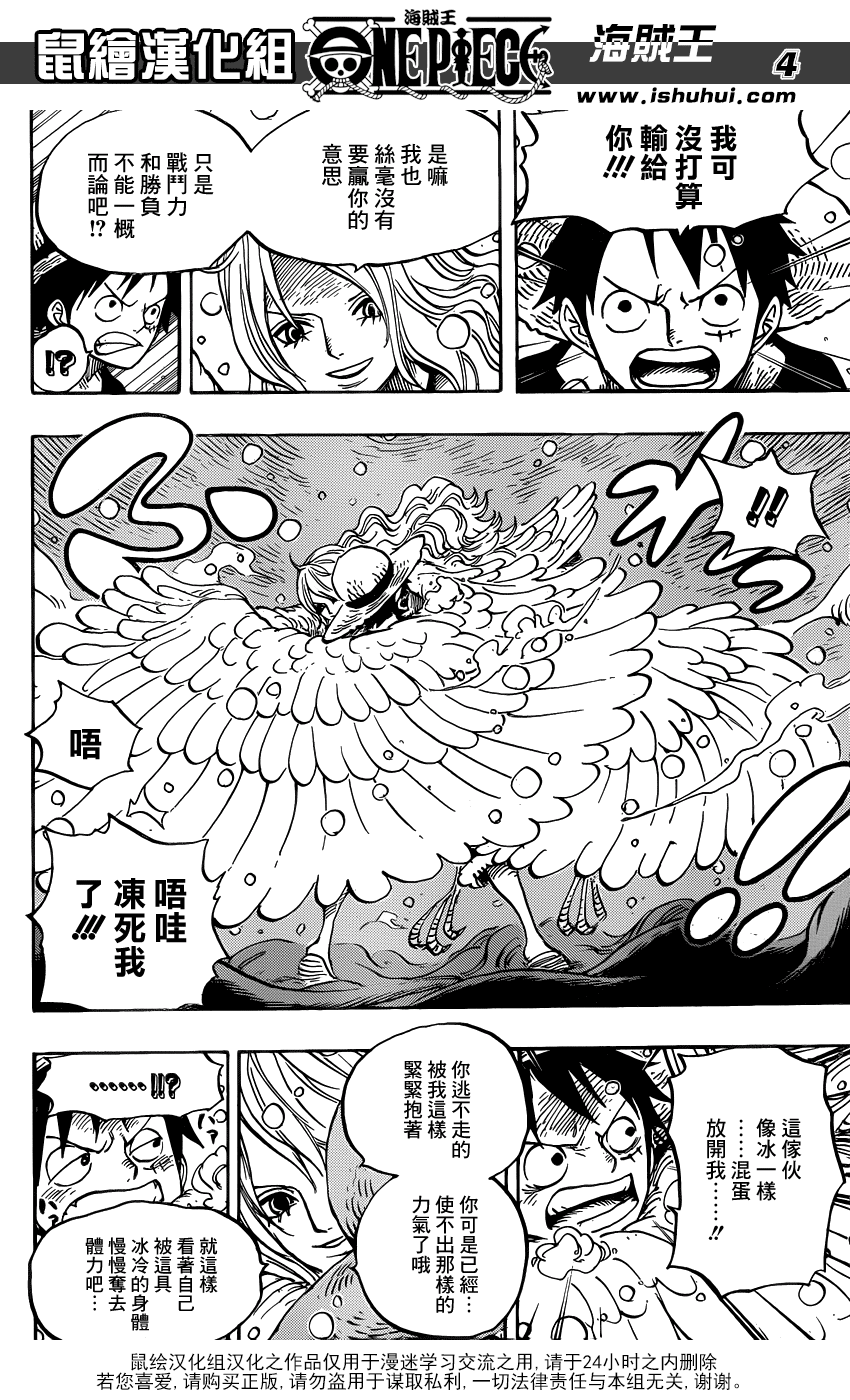 鼠繪漢化組
海賊王
ONE PIECE
海賊王
4
www.ishuhui.com
我可
沒打算
輸給
你!!!
是嘛
我也
絲毫沒有
要贏你的
意思
只是
戰鬥力
和勝負
不能一概
而論吧!?
!?
!!
わっ
ふぁ
!!
唔
唔哇
凍死我
了!!!
這傢伙
像冰一樣
……混蛋
放開我……!!
你逃不走的
被我這樣
緊緊抱著
你可是已經…
使不出那樣的
力氣了哦
……!!?
就這樣
看著自己
被這具
冰冷的身體
慢慢奪去
體力吧…
鼠绘汉化组汉化之作品仅用于漫迷学习交流之用, 请于24小时之内删除
若您喜爱, 请购买正版, 请勿盗用于谋取私利, 一切法律责任与本组无关, 谢谢。